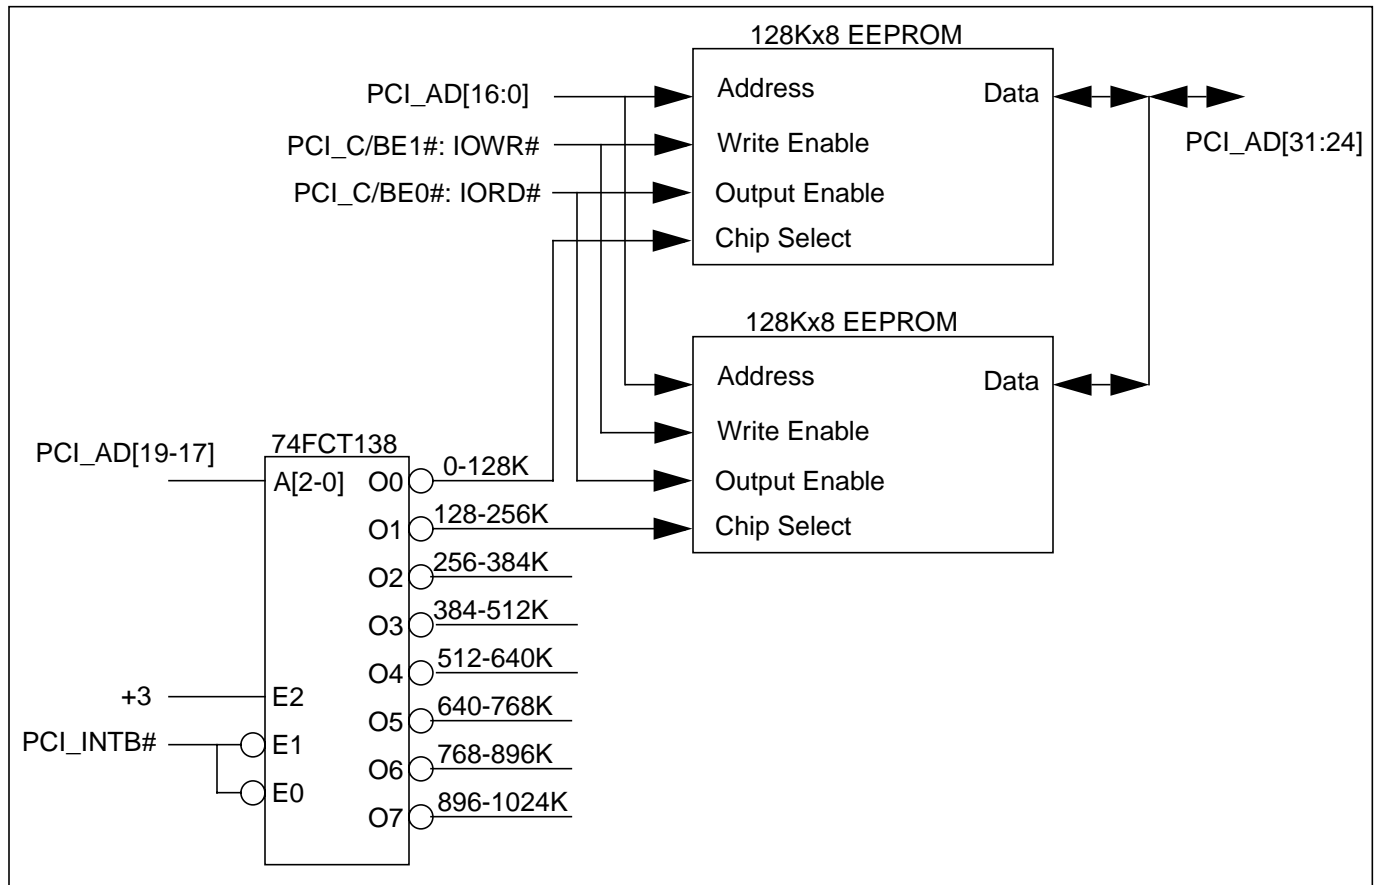 128Kx8 EEPROM
PCI_AD[16:0]
Address
Data
PCI_C/BE1#: IOWR#
Write Enable
PCI_AD[31:24]
PCI_C/BE0#: IORD#
Output Enable
Chip Select
128Kx8 EEPROM
Address
Data
Write Enable
Output Enable
Chip Select
74FCT138
PCI_AD[19-17]
A[2-0]
O0
0-128K
O1
128-256K
O2
256-384K
O3
384-512K
O4
512-640K
+3
E2
O5
640-768K
PCI_INTB#
E1
O6
768-896K
E0
O7
896-1024K